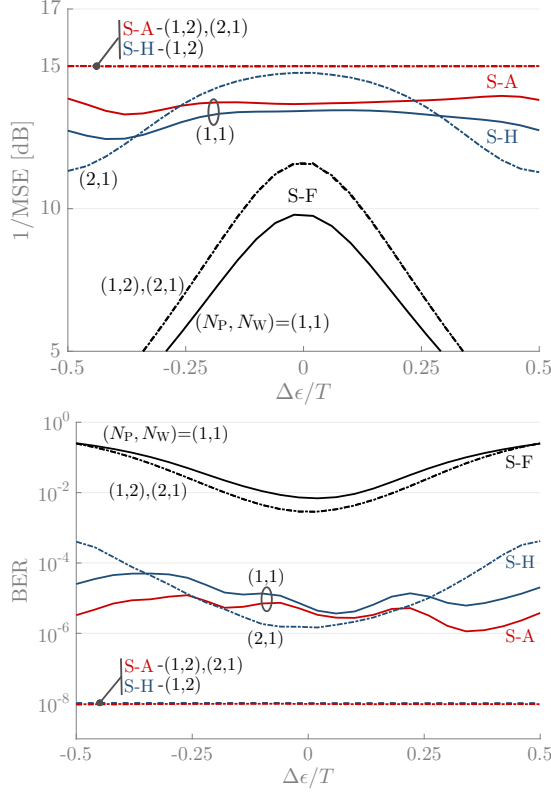 S-A-(1,2),(2,1)
S-H-(1,2)
15
S-A
(1,1)
S-H
(2,1)
1/MSE [dB]
10
S-F
(1,2),(2,1)
(N_P, N_W)=(1,1)
5
-0.5 -0.25 0 0.25 0.5
Δϵ/T
10^0
(N_P, N_W)=(1,1)
S-F
(1,2),(2,1)
10^-2
BER
10^-4
S-H
(1,1)
10^-6
(2,1)
S-A
S-A-(1,2),(2,1)
S-H-(1,2)
10^-8
-0.5 -0.25 0 0.25 0.5
Δϵ/T